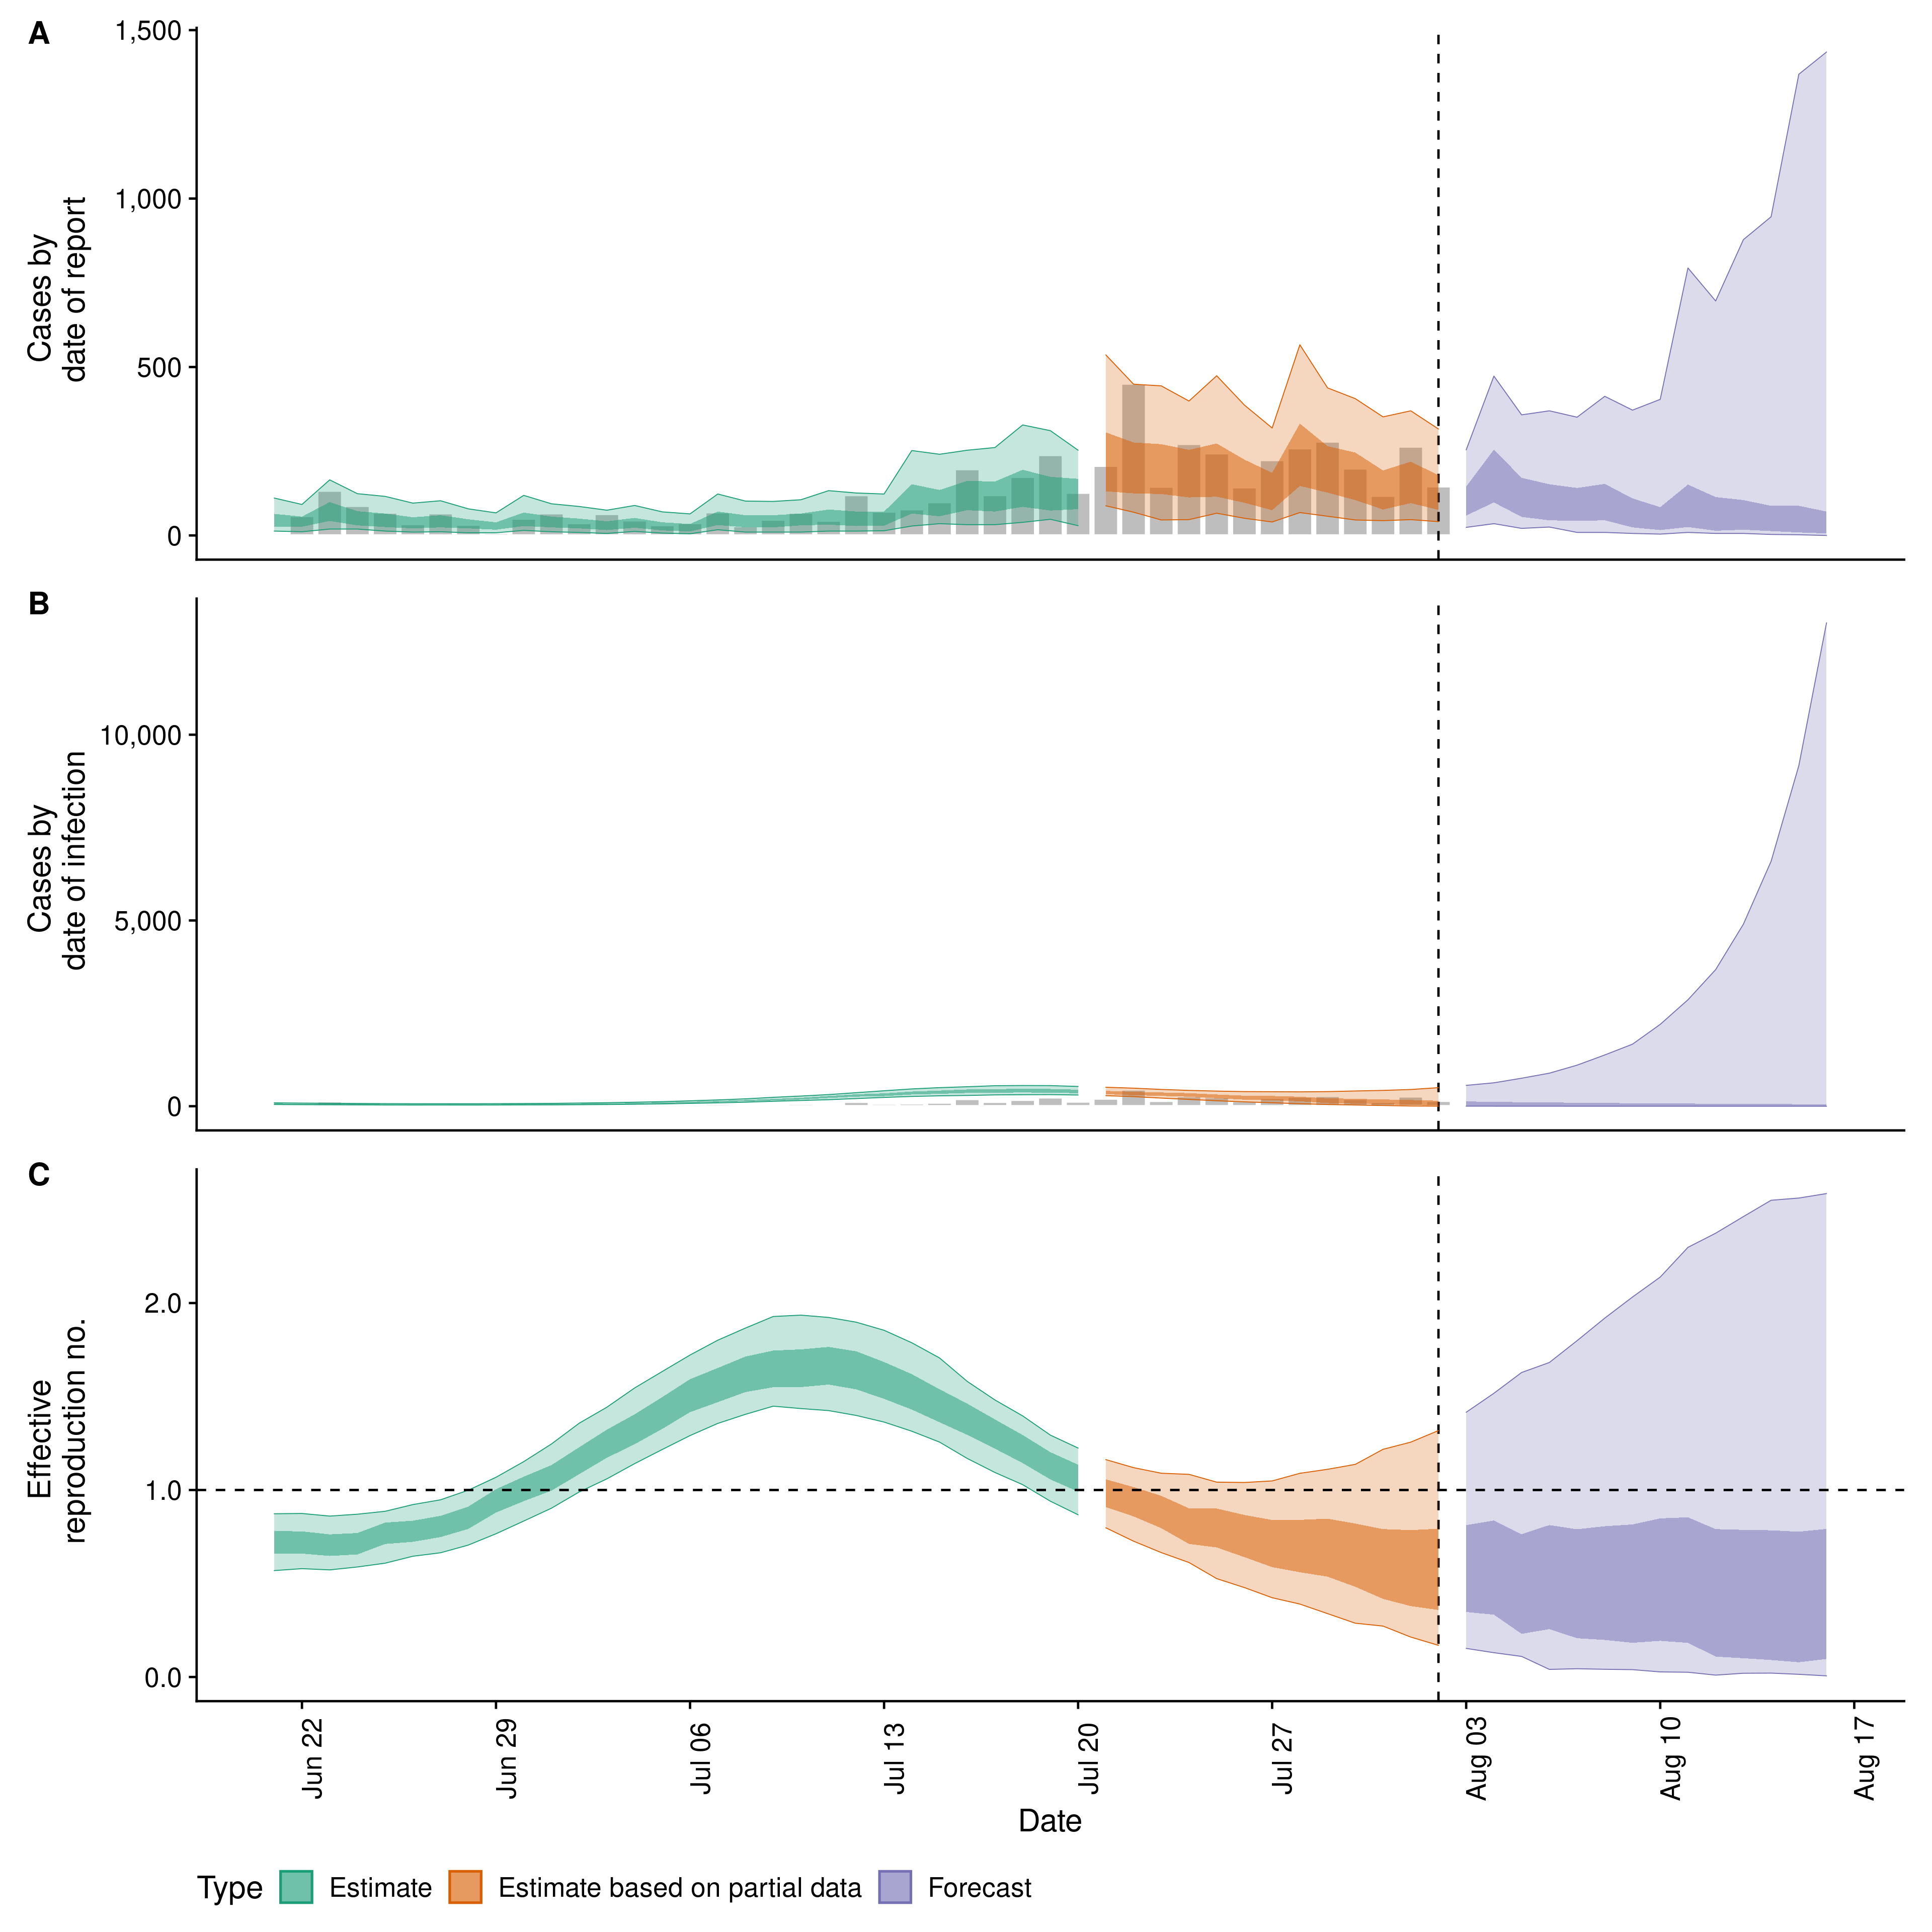 A
1,500
1,000
500
0
Cases by
date of report
B
10,000
5,000
0
Cases by
date of infection
C
2.0
1.0
0.0
Effective
reproduction no.
Jun 22
Jun 29
Jul 06
Jul 13
Jul 20
Jul 27
Aug 03
Aug 10
Aug 17
Date
Type Estimate Estimate based on partial data Forecast